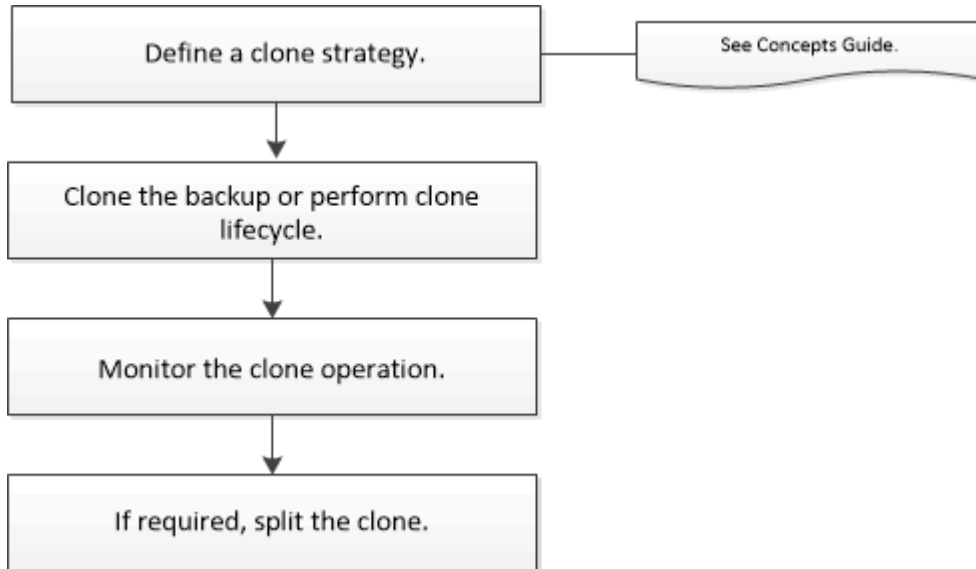 Define a clone strategy.
See Concepts Guide.
Clone the backup or perform clone
lifecycle.
Monitor the clone operation.
If required, split the clone.